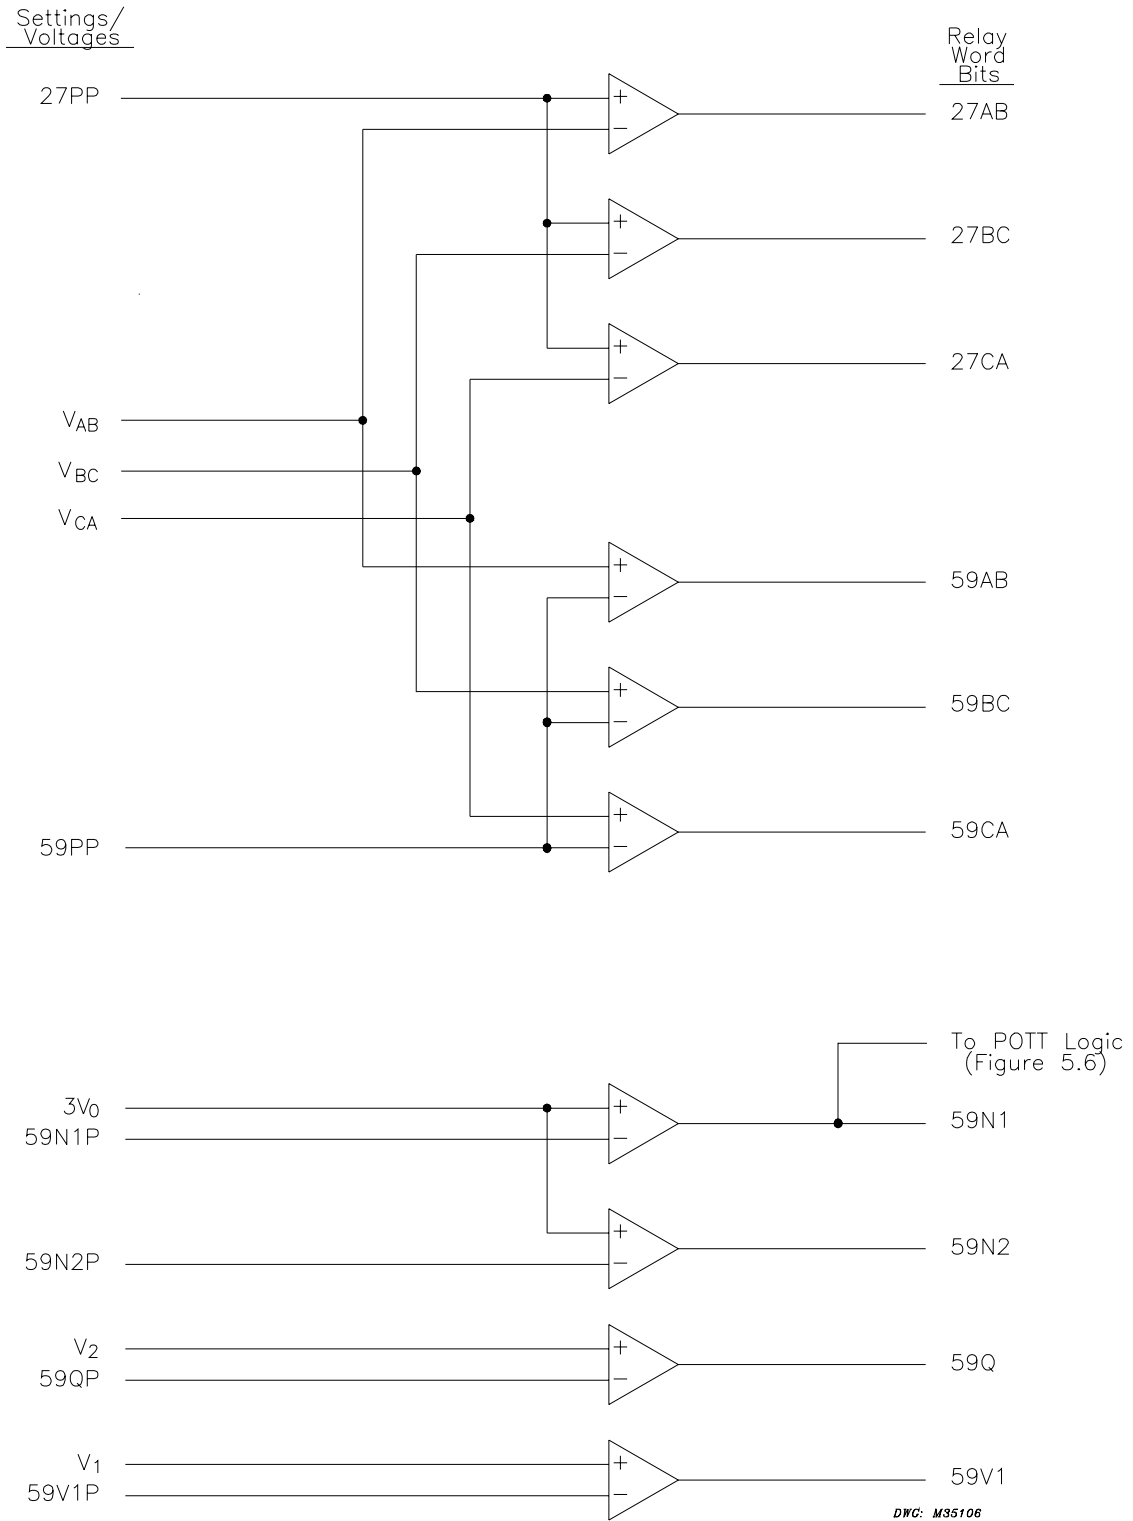 Settings/
Voltages
Relay
Word
Bits
27PP
27AB
27BC
27CA
VAB
VBC
VCA
59AB
59BC
59CA
59PP
To POTT Logic
(Figure 5.6)
3V0
59N1P
59N1
59N2P
59N2
V2
59QP
59Q
V1
59V1P
59V1
DWG: M35106
+
−
+
−
+
−
+
−
+
−
+
−
+
−
+
−
+
−
+
−